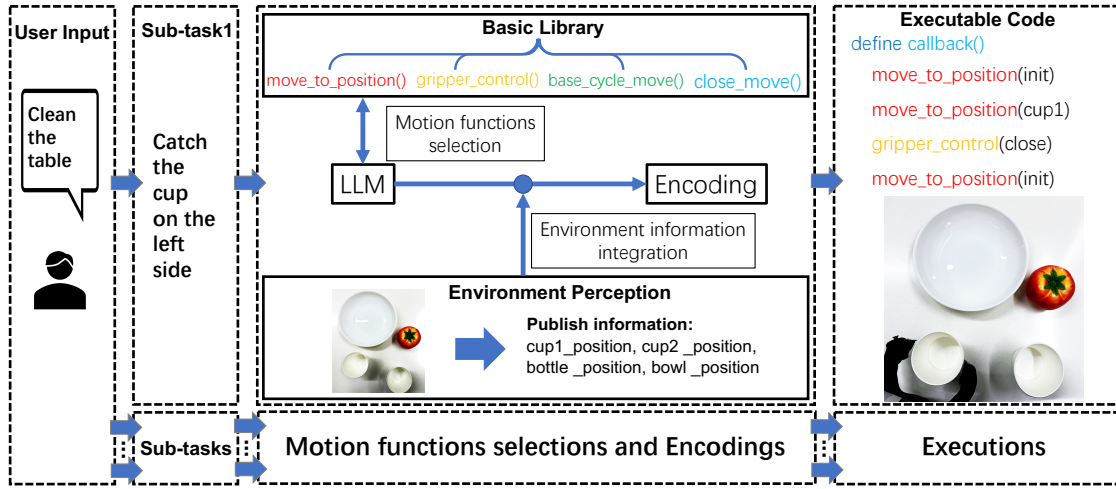 User Input
Clean
the
table
Sub-task1
Catch
the
cup
on the
left
side
Basic Library
move_to_position() gripper_control() base_cycle_move() close_move()
Motion functions
selection
LLM
Encoding
Environment information
integration
Environment Perception
Publish information:
cup1_position, cup2 _position,
bottle _position, bowl _position
Executable Code
define callback()
move_to_position(init)
move_to_position(cup1)
gripper_control(close)
move_to_position(init)
Sub-tasks
Motion functions selections and Encodings
Executions